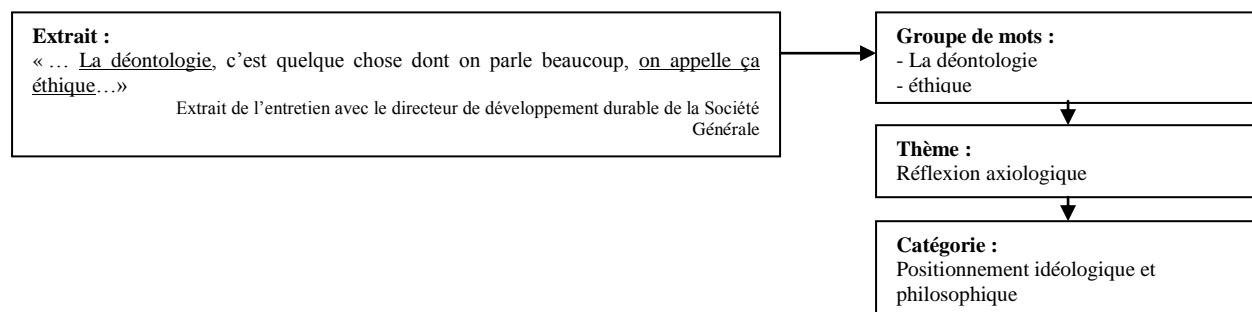 Extrait :
« … La déontologie, c’est quelque chose dont on parle beaucoup, on appelle ça
éthique…»
Extrait de l’entretien avec le directeur de développement durable de la Société
Générale
Groupe de mots :
- La déontologie
- éthique
Thème :
Réflexion axiologique
Catégorie :
Positionnement idéologique et
philosophique